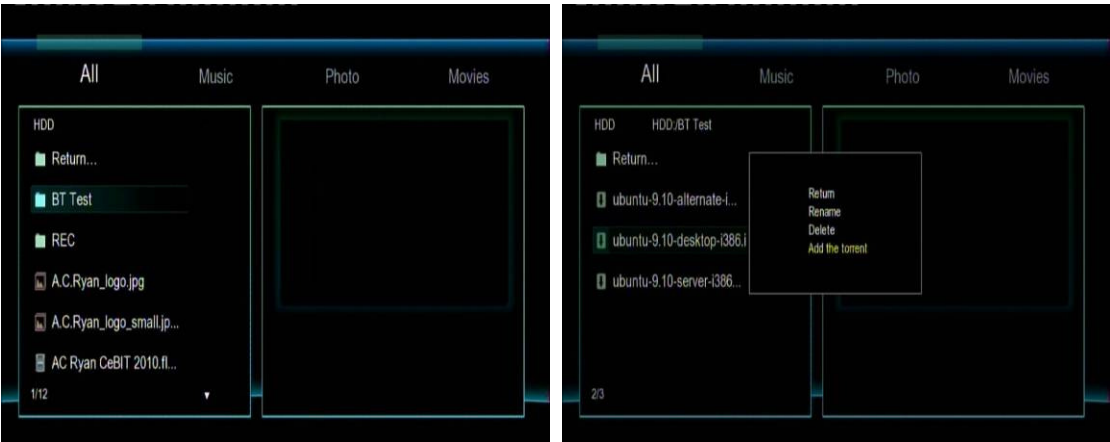 All Music Photo Movies
HDD
Return...
BT Test
REC
A.C.Ryan_logo.jpg
A.C.Ryan_logo_small.jp...
AC Ryan CeBIT 2010.fl...
1/12
All Music Photo Movies
HDD HDD:/BT Test
Return...
ubuntu-9.10-alternate-i...
ubuntu-9.10-desktop-i386.i
ubuntu-9.10-server-i386...
Return
Rename
Delete
Add the torrent
2/3